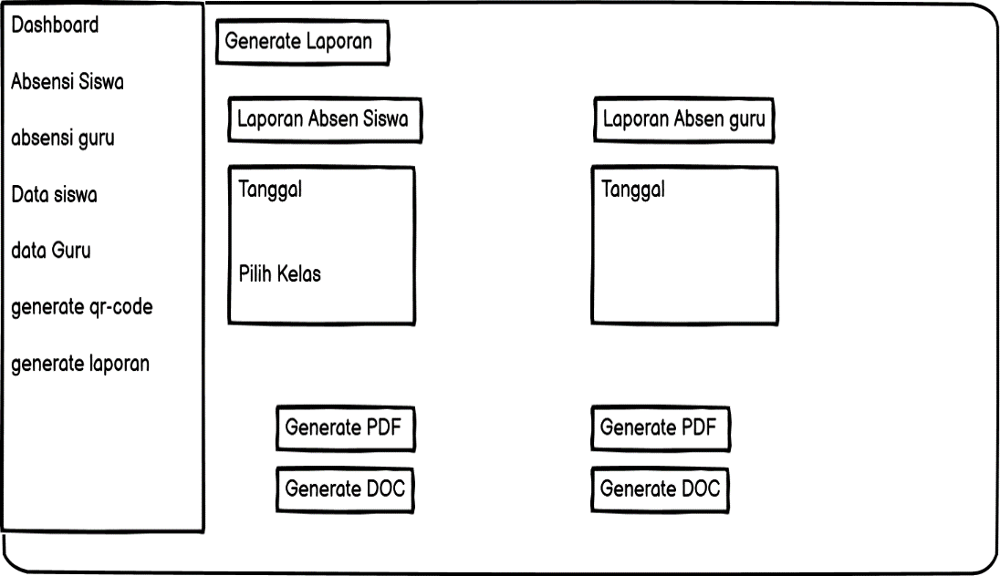 Dashboard
Absensi Siswa
absensi guru
Data siswa
data Guru
generate qr-code
generate laporan
Generate Laporan
Laporan Absen Siswa
Tanggal
Pilih Kelas
Generate PDF
Generate DOC
Laporan Absen guru
Tanggal
Generate PDF
Generate DOC